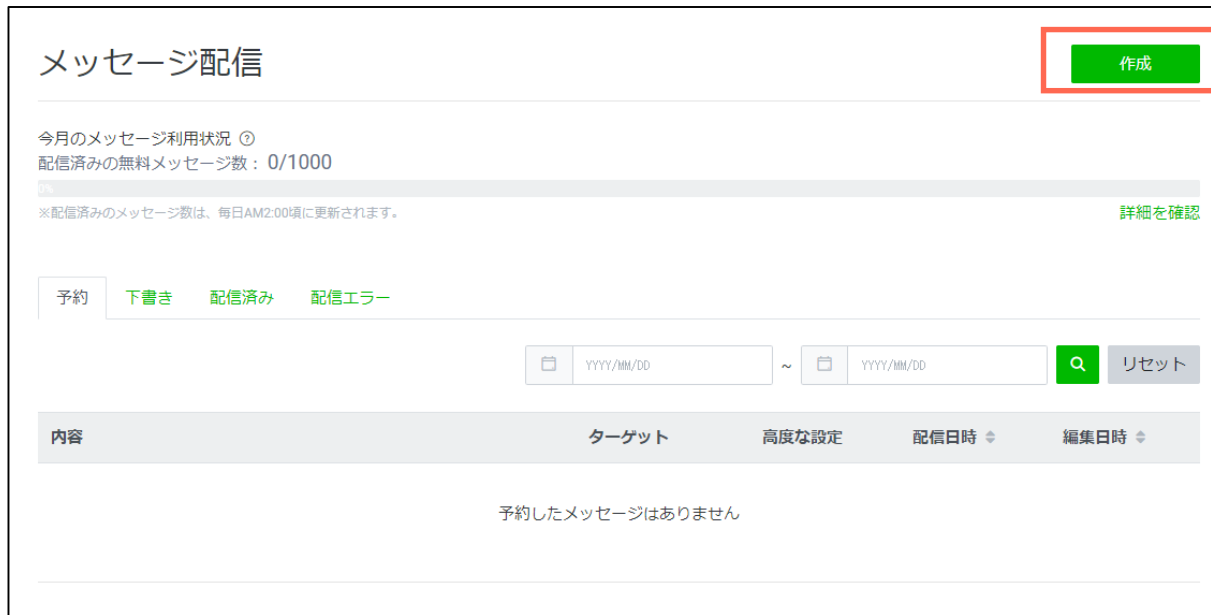 メッセージ配信
作成
今月のメッセージ利用状況 ?
配信済みの無料メッセージ数： 0/1000
0%
※配信済みのメッセージ数は、毎日AM2:00頃に更新されます。
詳細を確認
予約 下書き 配信済み 配信エラー
YYYY/MM/DD ~ YYYY/MM/DD リセット
内容 ターゲット 高度な設定 配信日時 編集日時
予約したメッセージはありません